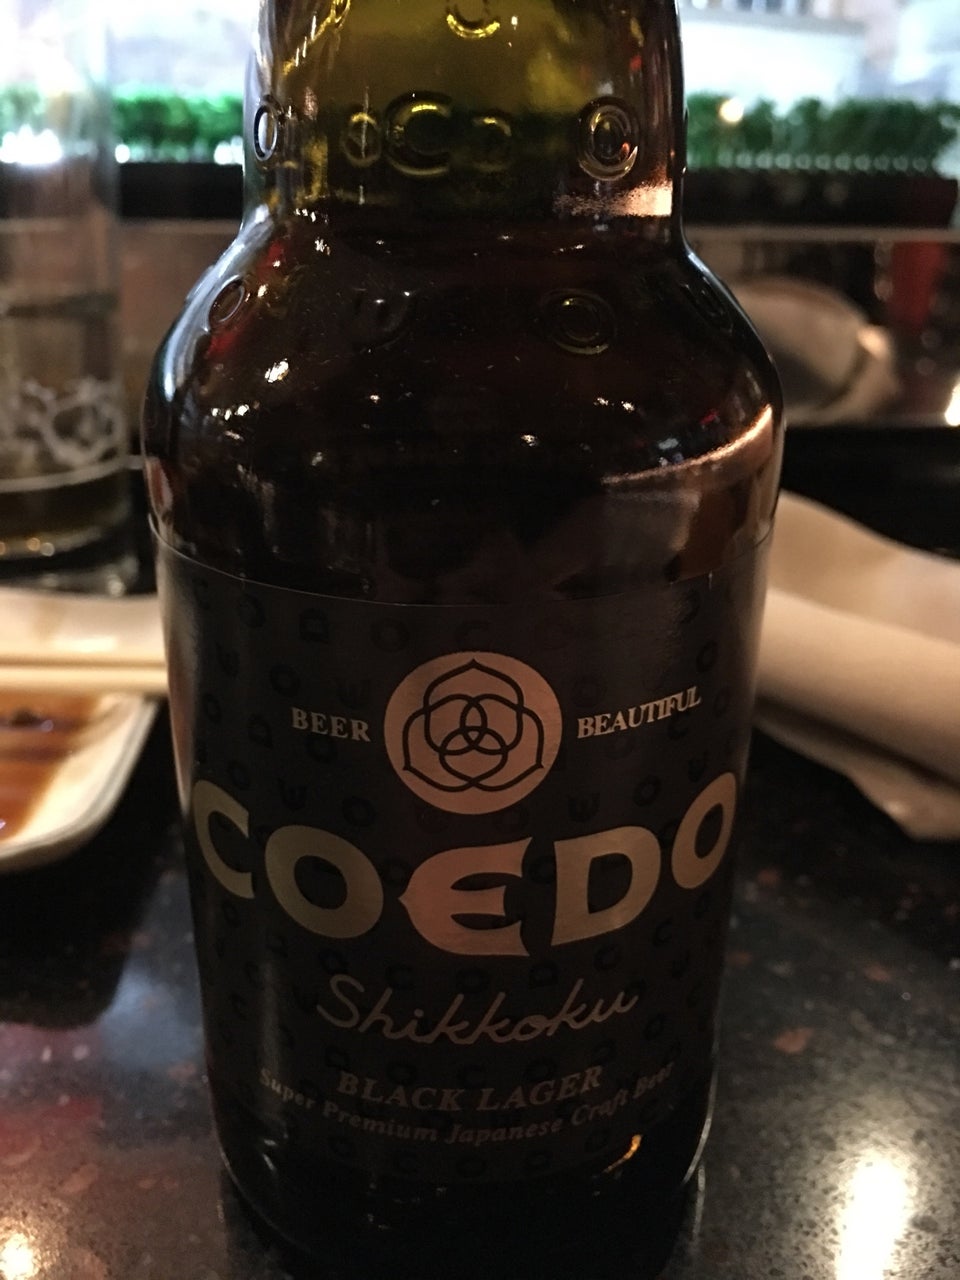 BEER BEAUTIFUL
COEDO
Shikkoku
BLACK LAGER
Super Premium Japanese Craft Beer